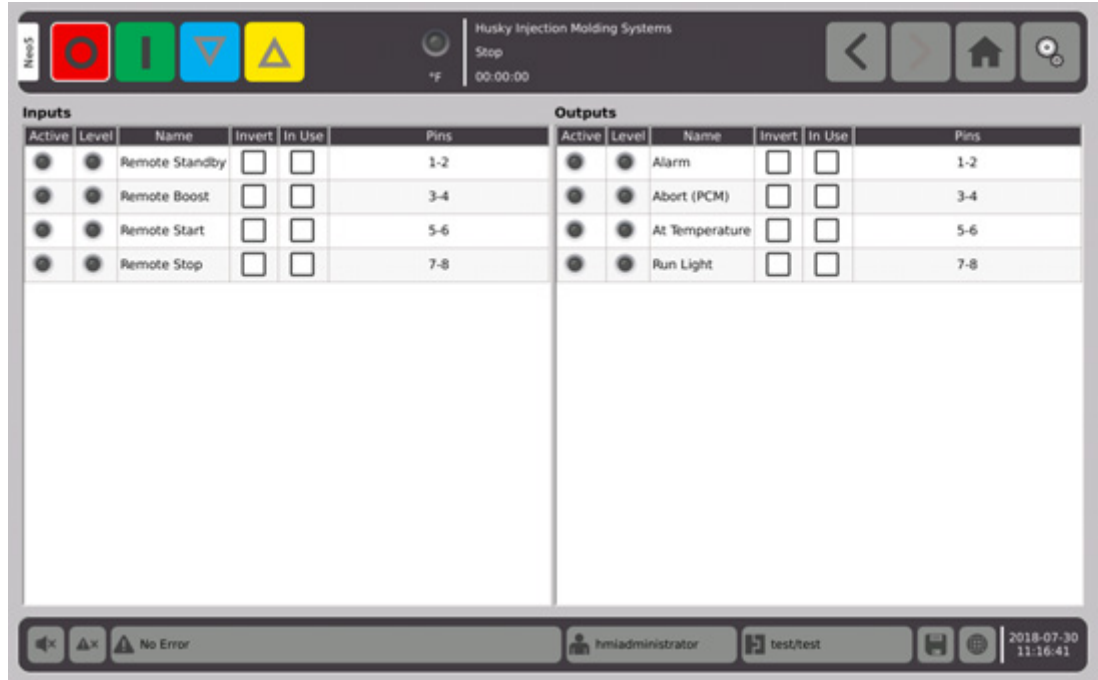 Neo5
Husky Injection Molding Systems
Stop
°F 00:00:00
Inputs
Active Level Name Invert In Use Pins
Remote Standby 1-2
Remote Boost 3-4
Remote Start 5-6
Remote Stop 7-8
Outputs
Active Level Name Invert In Use Pins
Alarm 1-2
Abort (PCM) 3-4
At Temperature 5-6
Run Light 7-8
No Error
hmiadministrator
test/test
2018-07-30
11:16:41